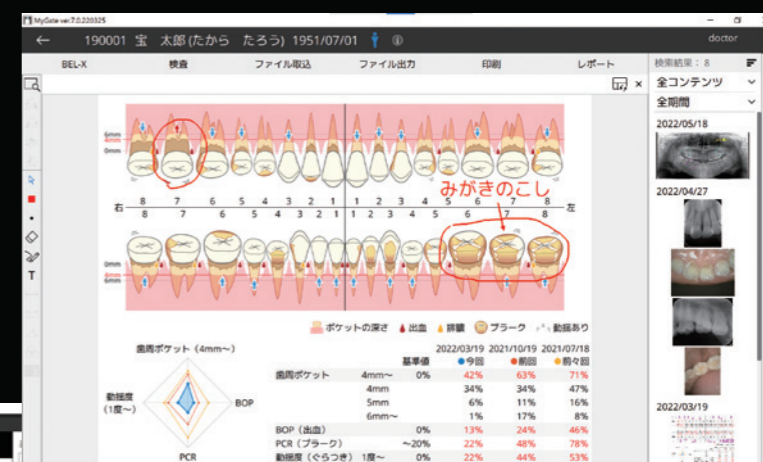 MyGate ver.7.0.220325
← 190001 宝 太郎 (たから たろう) 1951/07/01 doctor
BEL-X 検査 ファイル取込 ファイル出力 印刷 レポート
検索結果：8
全コンテンツ
全期間
2022/05/18
2022/04/27
2022/03/19
6mm
4mm
0mm
みがきのこし
右 8 7 6 5 4 3 2 1 1 2 3 4 5 6 7 8 左
8 7 6 5 4 3 2 1 1 2 3 4 5 6 7 8
0mm
4mm
6mm
T
ポケットの深さ 出血 排膿 プラーク 動揺あり
歯周ポケット（4mm～）
BOP
PCR
動揺度
（1度～）
2022/03/19 2021/10/19 2021/07/18
基準値 ●今回 ●前回 ●前々回
歯周ポケット 4mm～ 0% 42% 63% 71%
4mm 34% 34% 47%
5mm 6% 11% 16%
6mm～ 1% 17% 8%
BOP（出血） 0% 13% 24% 46%
PCR（プラーク） ～20% 22% 48% 78%
動揺度（ぐらつき） 1度～ 0% 22% 44% 53%